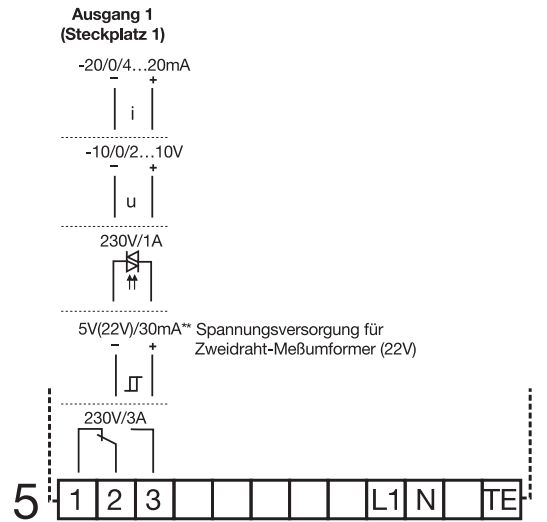 Ausgang 1
(Steckplatz 1)
-20/0/4...20mA
- +
i
-10/0/2...10V
- +
u
230V/1A
5V(22V)/30mA** Spannungsversorgung für
Zweidraht-Meßumformer (22V)
- +
230V/3A
5 1 2 3 L1 N TE